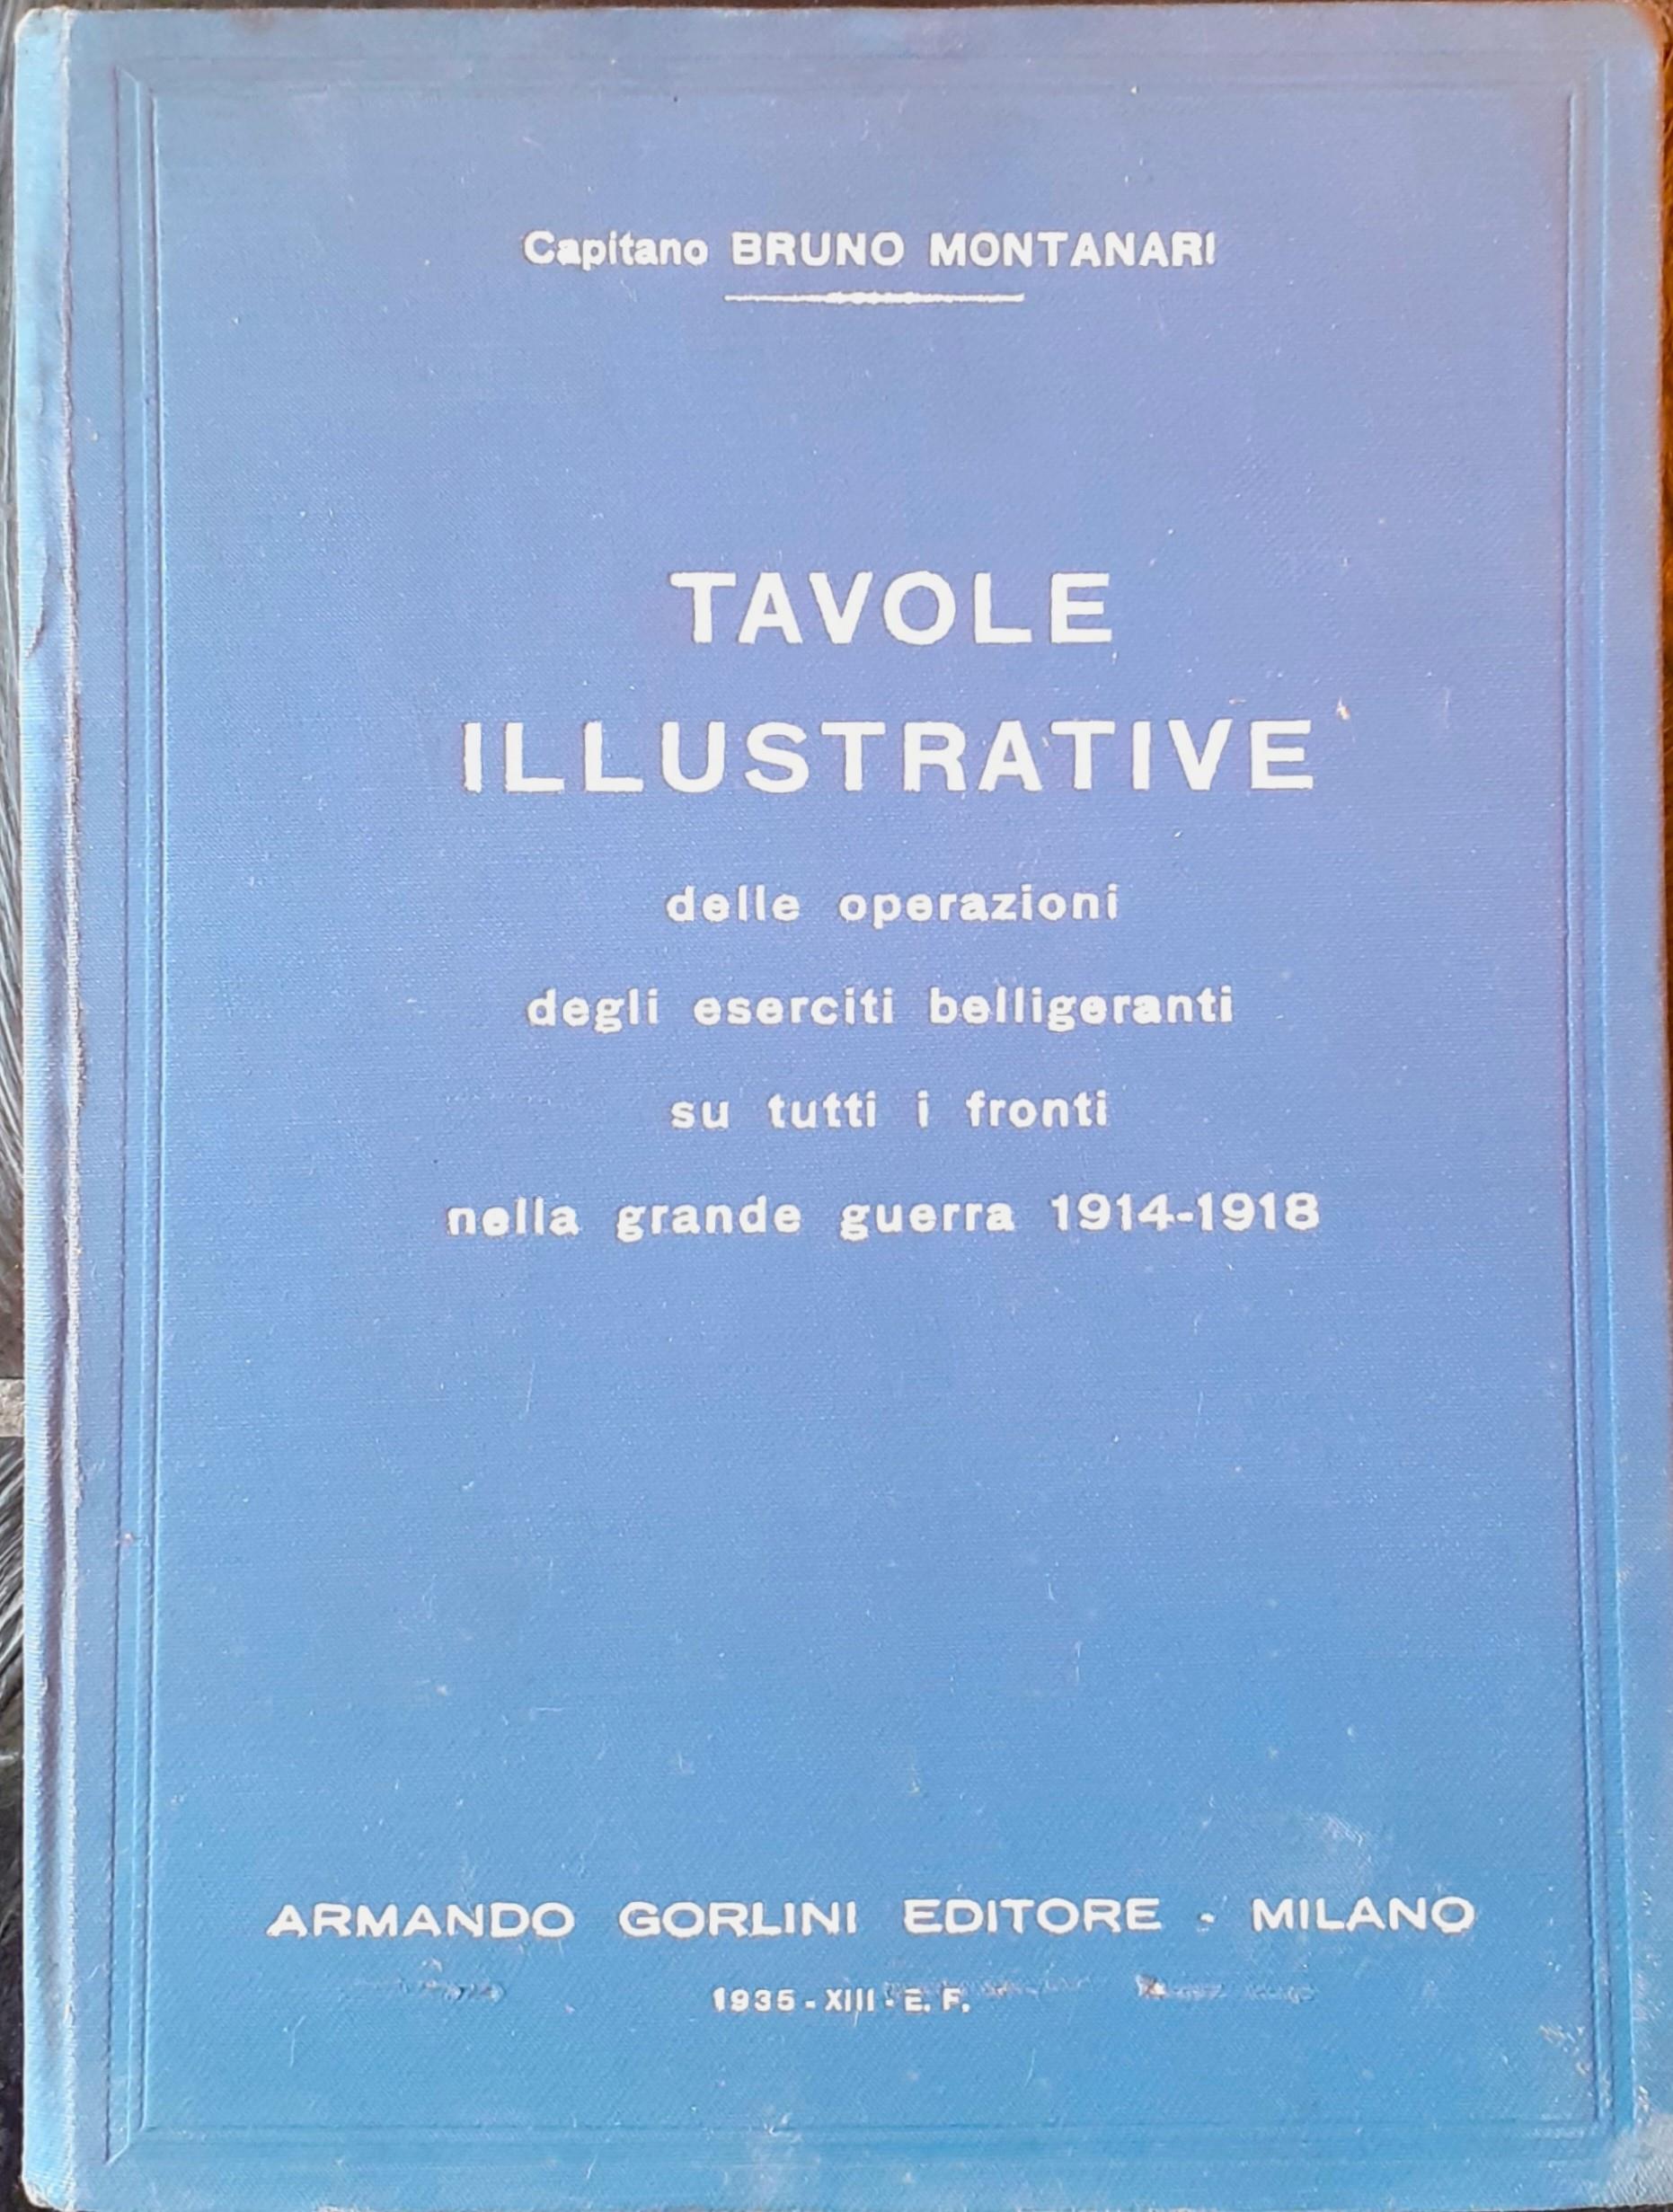 Capitano BRUNO MONTANARI
TAVOLE
ILLUSTRATIVE
delle operazioni
degli eserciti belligeranti
su tutti i fronti
nella grande guerra 1914-1918
ARMANDO GORLINI EDITORE - MILANO
1935 - XIII - E. F.